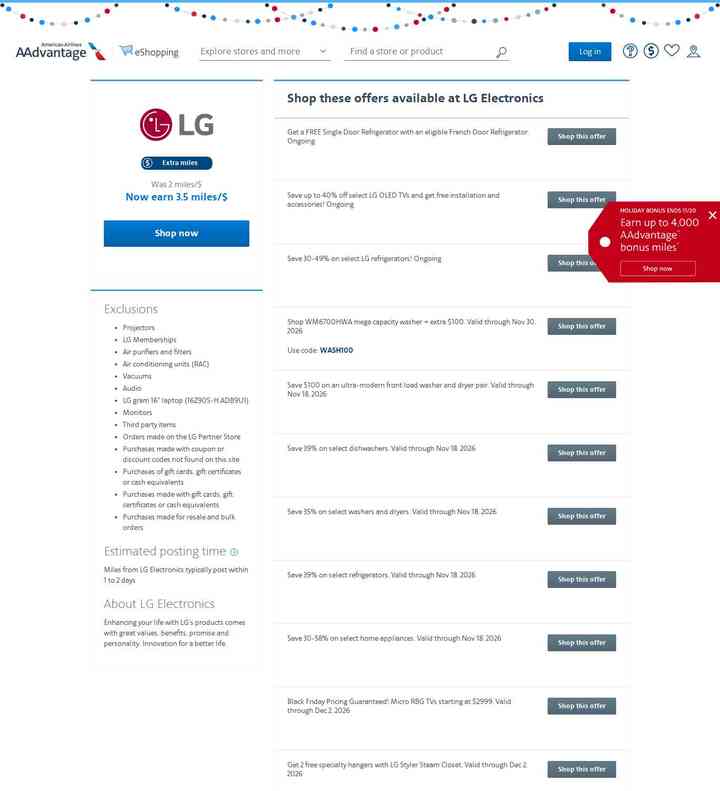 American Airlines
AAdvantage
eShopping
Explore stores and more
Find a store or product
Log in
LG
Extra miles
Was 2 miles/$
Now earn 3.5 miles/$
Shop now
Exclusions
Projectors
LG Memberships
Air purifiers and filters
Air conditioning units (RAC)
Vacuums
Audio
LG gram 16" laptop (16Z90S-H.ADB9U1)
Monitors
Third party items
Orders made on the LG Partner Store
Purchases made with coupon or
discount codes not found on this site
Purchases of gift cards, gift certificates
or cash equivalents
Purchases made with gift cards, gift
certificates or cash equivalents
Purchases made for resale and bulk
orders
Estimated posting time
Miles from LG Electronics typically post within
1 to 2 days
About LG Electronics
Enhancing your life with LG's products comes
with great values, benefits, promise and
personality. Innovation for a better life.
Shop these offers available at LG Electronics
Get a FREE Single Door Refrigerator with an eligible French Door Refrigerator.
Ongoing
Shop this offer
Save up to 40% off select LG OLED TVs and get free installation and
accessories! Ongoing
Shop this offer
Save 30-49% on select LG refrigerators! Ongoing
Shop this o
HOLIDAY BONUS ENDS 11/20
Earn up to 4,000
AAdvantage®
bonus miles*
Shop now
Shop WM6700HWA mega capacity washer + extra $100. Valid through Nov 30,
2026
Use code: WASH100
Shop this offer
Save $100 on an ultra-modern front-load washer and dryer pair. Valid through
Nov 18, 2026
Shop this offer
Save 39% on select dishwashers. Valid through Nov 18, 2026
Shop this offer
Save 35% on select washers and dryers. Valid through Nov 18, 2026
Shop this offer
Save 39% on select refrigerators. Valid through Nov 18, 2026
Shop this offer
Save 30-58% on select home appliances. Valid through Nov 18, 2026
Shop this offer
Black Friday Pricing Guaranteed! Micro RBG TVs starting at $2999. Valid
through Dec 2, 2026
Shop this offer
Get 2 free specialty hangers with LG Styler Steam Closet. Valid through Dec 2,
2026
Shop this offer